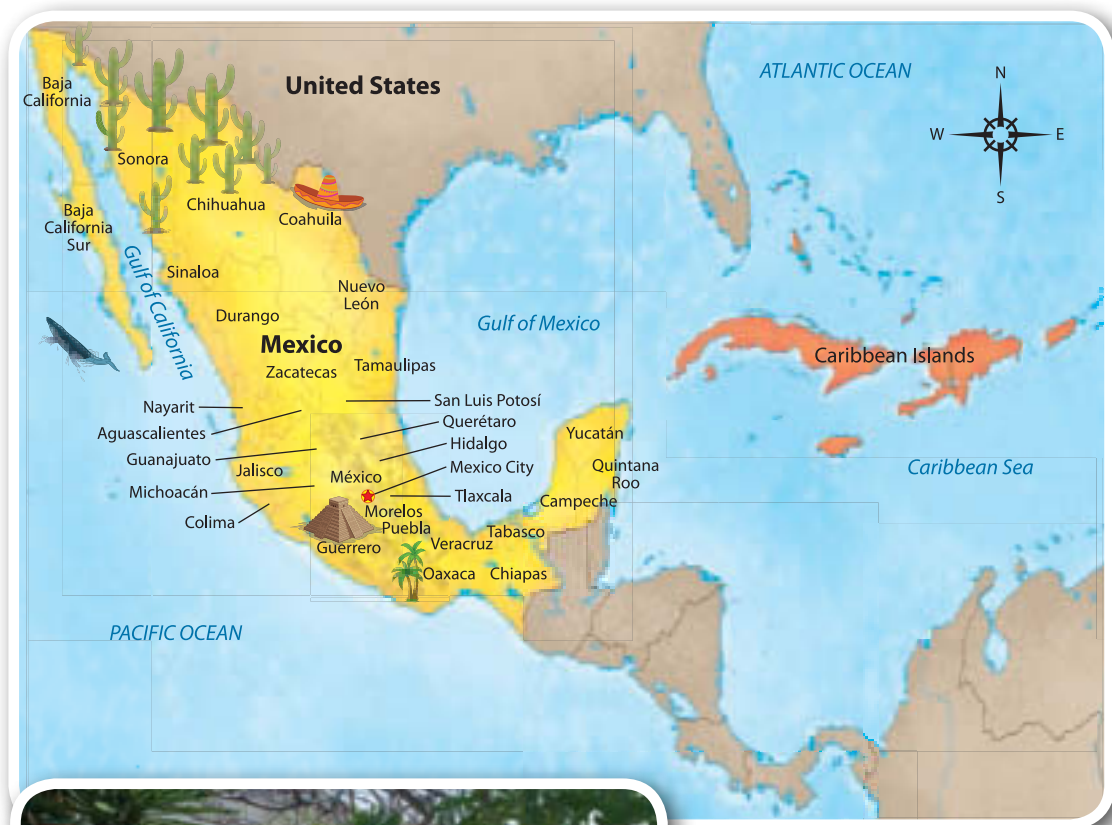 ATLANTIC OCEAN
N
W
E
S
United States
Baja
California
Sonora
Chihuahua
Coahuila
Baja
California
Sur
Gulf of California
Sinaloa
Nuevo
León
Durango
Gulf of Mexico
Mexico
Caribbean Islands
Zacatecas
Tamaulipas
Nayarit
San Luis Potosí
Aguascalientes
Querétaro
Guanajuato
Hidalgo
Yucatán
Jalisco
México
Mexico City
Quintana
Roo
Caribbean Sea
Michoacán
Tlaxcala
Campeche
Colima
Morelos
Puebla
Tabasco
Guerrero
Veracruz
Oaxaca
Chiapas
PACIFIC OCEAN